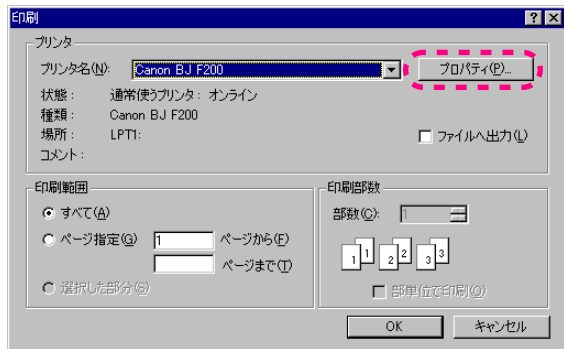 印刷
プリンタ
プリンタ名(N): Canon BJ F200 プロパティ(P)...
状態： 通常使うプリンタ： オンライン
種類： Canon BJ F200
場所： LPT1:
コメント：
ファイルへ出力(L)
印刷範囲
すべて(A)
ページ指定(G) 1 ページから(F)
ページまで(T)
選択した部分(S)
印刷部数
部数(C): 1
1 1 2 2 3 3
部単位で印刷(O)
OK キャンセル